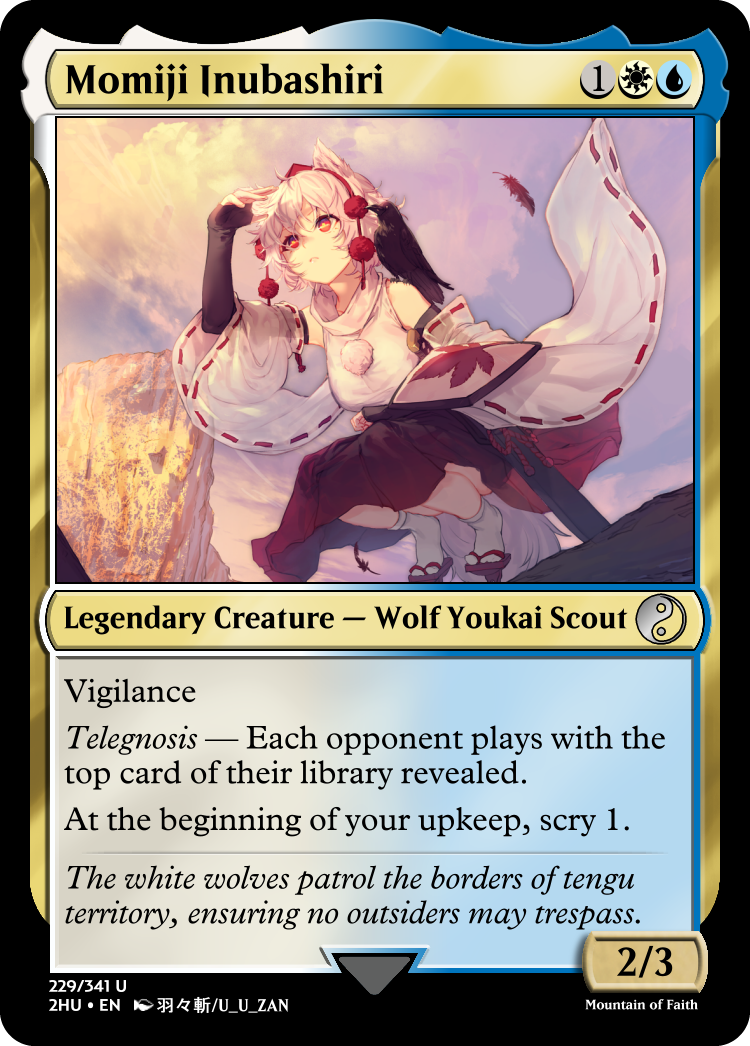 Momiji Inubashiri 1
Legendary Creature — Wolf Youkai Scout
Vigilance
Telegnosis — Each opponent plays with the
top card of their library revealed.
At the beginning of your upkeep, scry 1.
The white wolves patrol the borders of tengu
territory, ensuring no outsiders may trespass.
2/3
229/341 U
2HU • EN 羽々斬/U_U_ZAN
Mountain of Faith